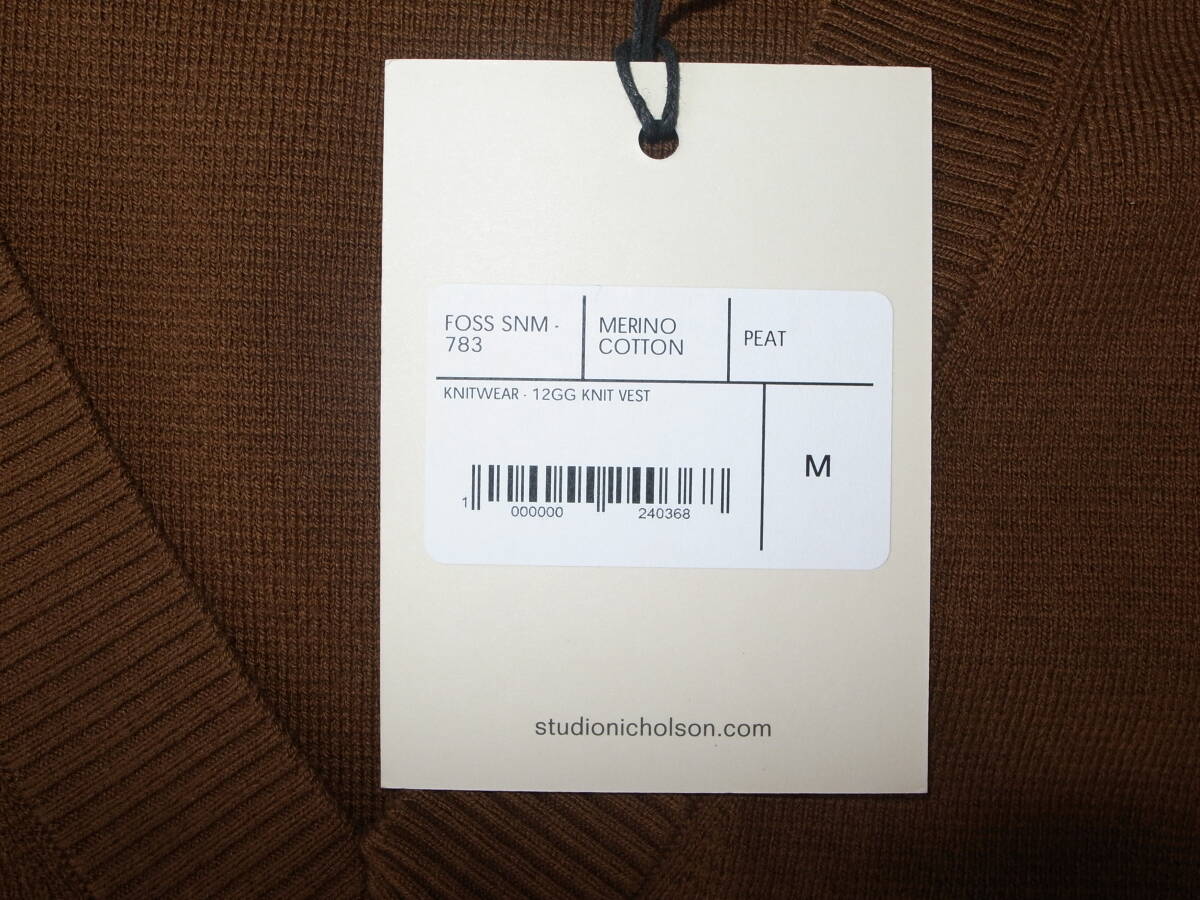 FOSS SNM -
783
MERINO
COTTON
PEAT
KNITWEAR - 12GG KNIT VEST
M
1 000000 240368
studionicholson.com